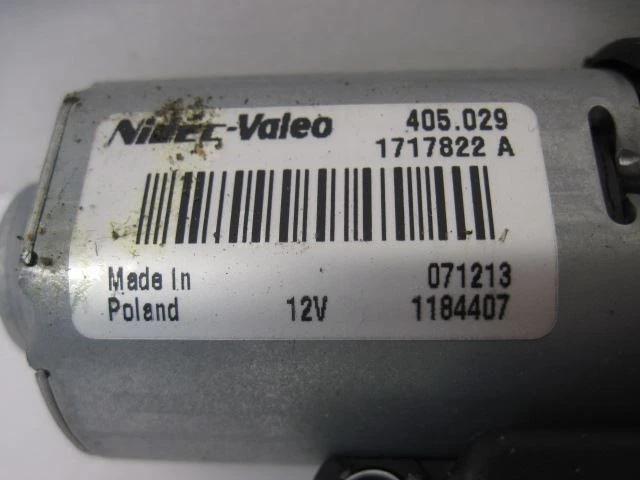 Nidec-Valeo 405.029
1717822 A
Made In 071213
Poland 12V 1184407